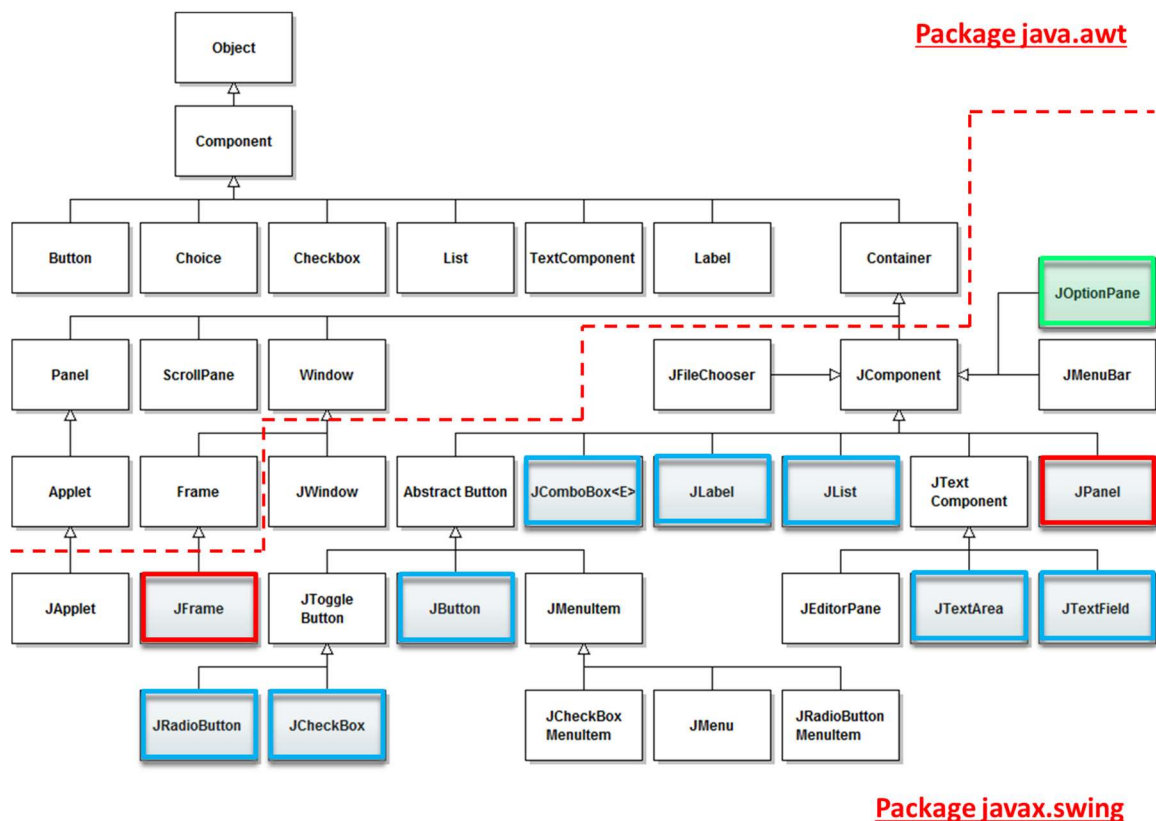 Package java.awt
Object
Component
Button
Choice
Checkbox
List
TextComponent
Label
Container
JOptionPane
Panel
ScrollPane
Window
JFileChooser
JComponent
JMenuBar
Applet
Frame
JWindow
Abstract Button
JComboBox<E>
JLabel
JList
JText
Component
JPanel
JApplet
JFrame
JToggle
Button
JButton
JMenuItem
JEditorPane
JTextArea
JTextField
JRadioButton
JCheckBox
JCheckBox
MenuItem
JMenu
JRadioButton
MenuItem
Package javax.swing